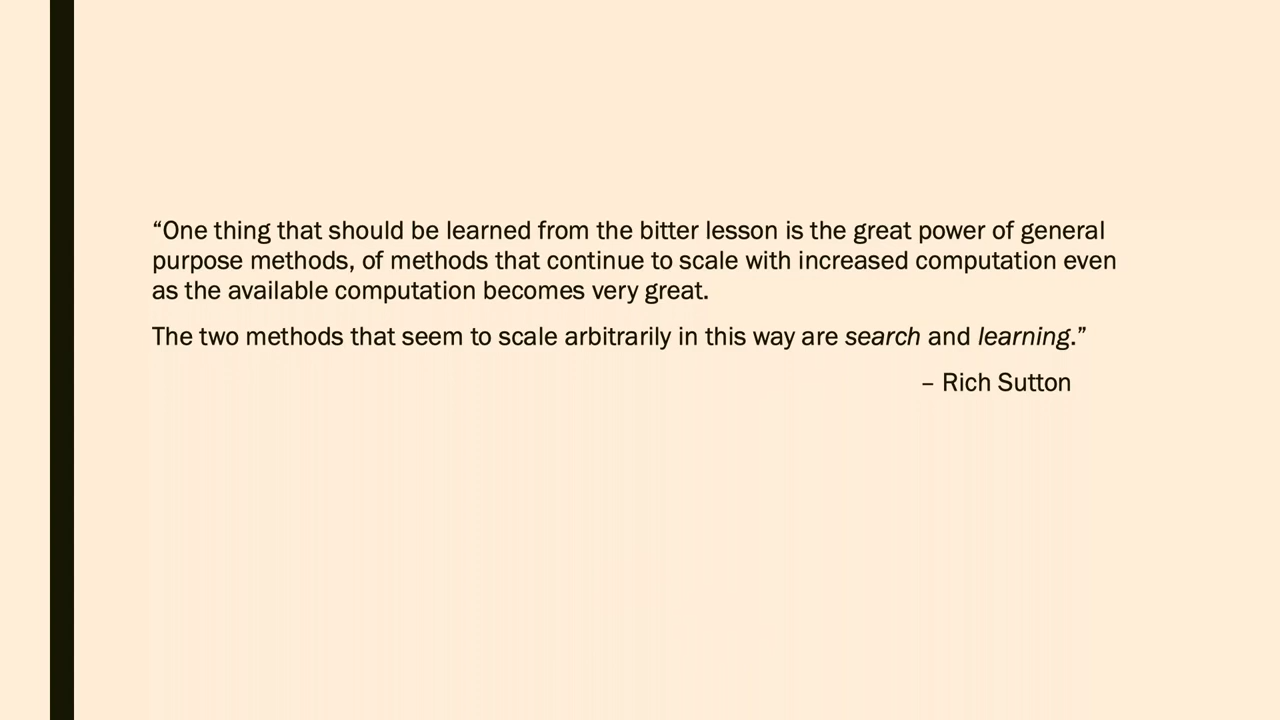 “One thing that should be learned from the bitter lesson is the great power of general
purpose methods, of methods that continue to scale with increased computation even
as the available computation becomes very great.
The two methods that seem to scale arbitrarily in this way are search and learning.”
– Rich Sutton